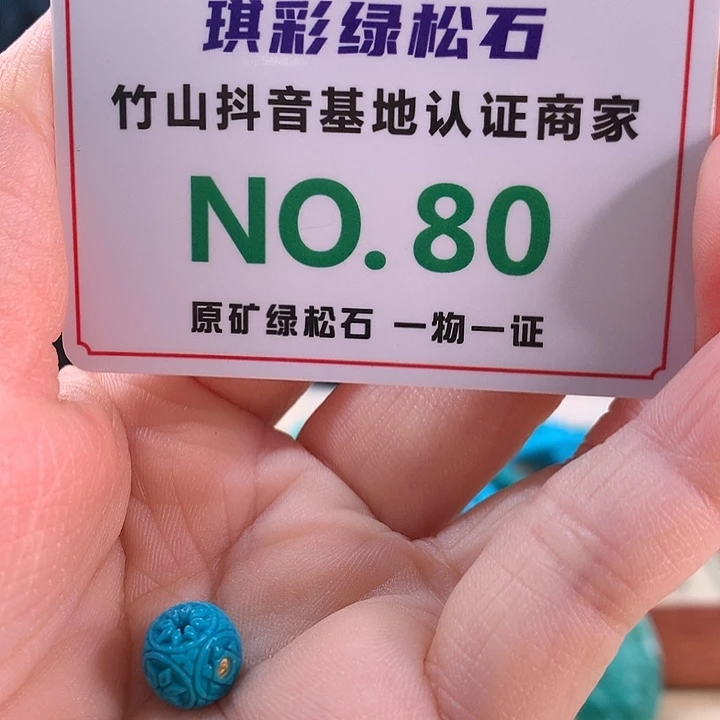 琪彩绿松石
竹山抖音基地认证商家
NO. 80
原矿绿松石 一物一证